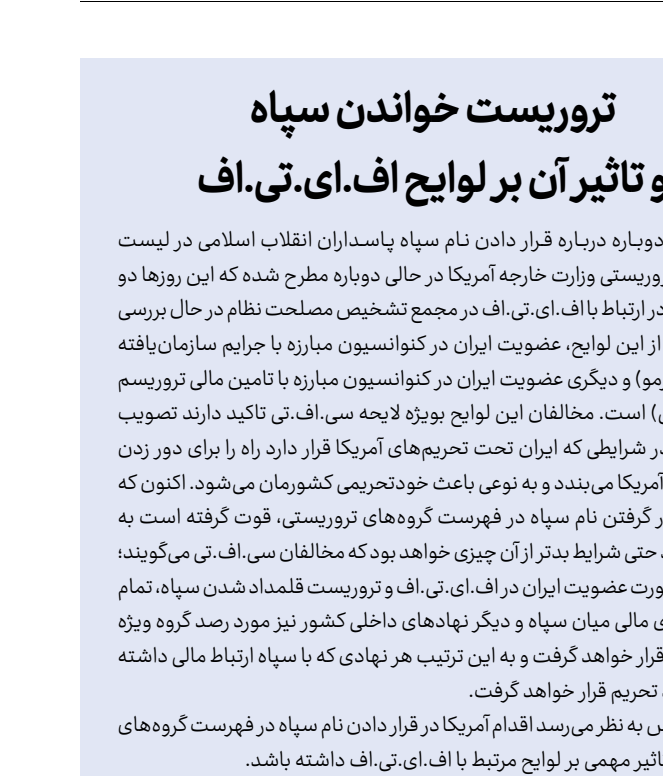 تروریست خواندن سپاه
و تاثیر آن بر لوایح اف.ای.تی.اف
دوباره درباره قرار دادن نام سپاه پاسداران انقلاب اسلامی در لیست
وزارت خارجه آمریکا در حالی دوباره مطرح شده که این روزها دو
در ارتباط با اف.ای.تی.اف در مجمع تشخیص مصلحت نظام در حال بررسی
از این لوایح، عضویت ایران در کنوانسیون مبارزه با جرایم سازمان‌یافته
و دیگری عضویت ایران در کنوانسیون مبارزه با تامین مالی تروریسم
است. مخالفان این لوایح بویژه لایحه سی.اف.تی تاکید دارند تصویب
شرایطی که ایران تحت تحریم‌های آمریکا قرار دارد راه را برای دور زدن
آمریکا می‌بندد و به نوعی باعث خودتحریمی کشورمان می‌شود. اکنون که
گرفتن نام سپاه در فهرست گروه‌های تروریستی، قوت گرفته است به
حتی شرایط بدتر از آن چیزی خواهد بود که مخالفان سی.اف.تی می‌گویند؛
عضویت ایران در اف.ای.تی.اف و تروریست قلمداد شدن سپاه، تمام
مالی میان سپاه و دیگر نهادهای داخلی کشور نیز مورد رصد گروه ویژه
قرار خواهد گرفت و به این ترتیب هر نهادی که با سپاه ارتباط مالی داشته
تحریم قرار خواهد گرفت.
به نظر می‌رسد اقدام آمریکا در قرار دادن نام سپاه در فهرست گروه‌های
مهمی بر لوایح مرتبط با اف.ای.تی.اف داشته باشد.